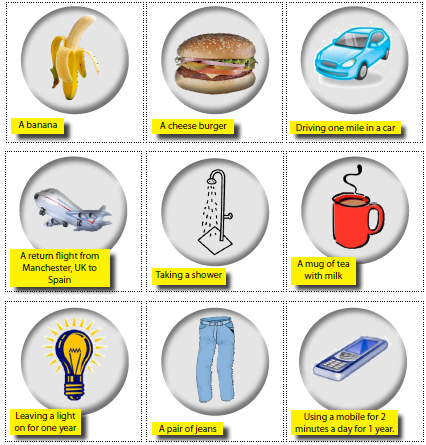 A banana
A cheese burger
Driving one mile in a car
A return flight from
Manchester, UK to
Spain
Taking a shower
A mug of tea
with milk
Leaving a light
on for one year
A pair of jeans
Using a mobile for 2
minutes a day for 1 year.